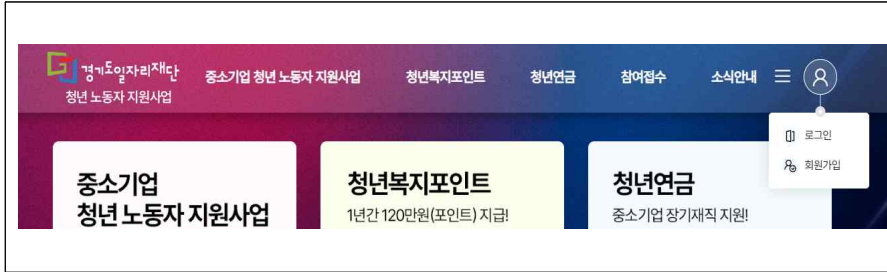 경기도일자리재단
청년 노동자 지원사업
중소기업 청년 노동자 지원사업 청년복지포인트 청년연금 참여접수 소식안내
로그인
회원가입
중소기업
청년 노동자 지원사업
청년복지포인트
1년간 120만원(포인트) 지급!
청년연금
중소기업 장기재직 지원!